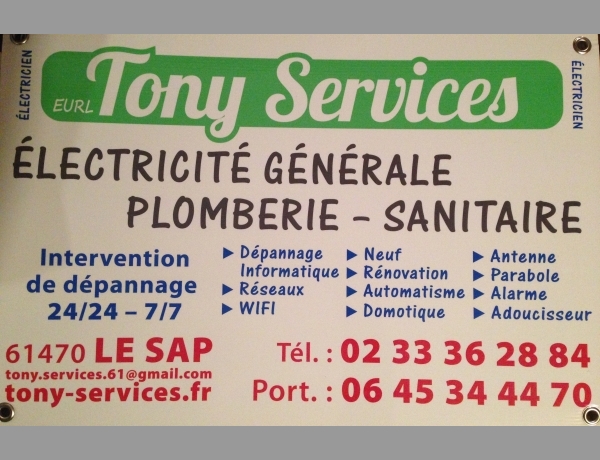 ÉLECTRICIEN
EURL Tony Services
ÉLECTRICIEN
ÉLECTRICITÉ GÉNÉRALE
PLOMBERIE - SANITAIRE
Intervention
de dépannage
24/24 – 7/7
▶ Dépannage
Informatique
▶ Réseaux
▶ WIFI
▶ Neuf
▶ Rénovation
▶ Automatisme
▶ Domotique
▶ Antenne
▶ Parabole
▶ Alarme
▶ Adoucisseur
61470 LE SAP
tony.services.61@gmail.com
tony-services.fr
Tél. : 02 33 36 28 84
Port. : 06 45 34 44 70